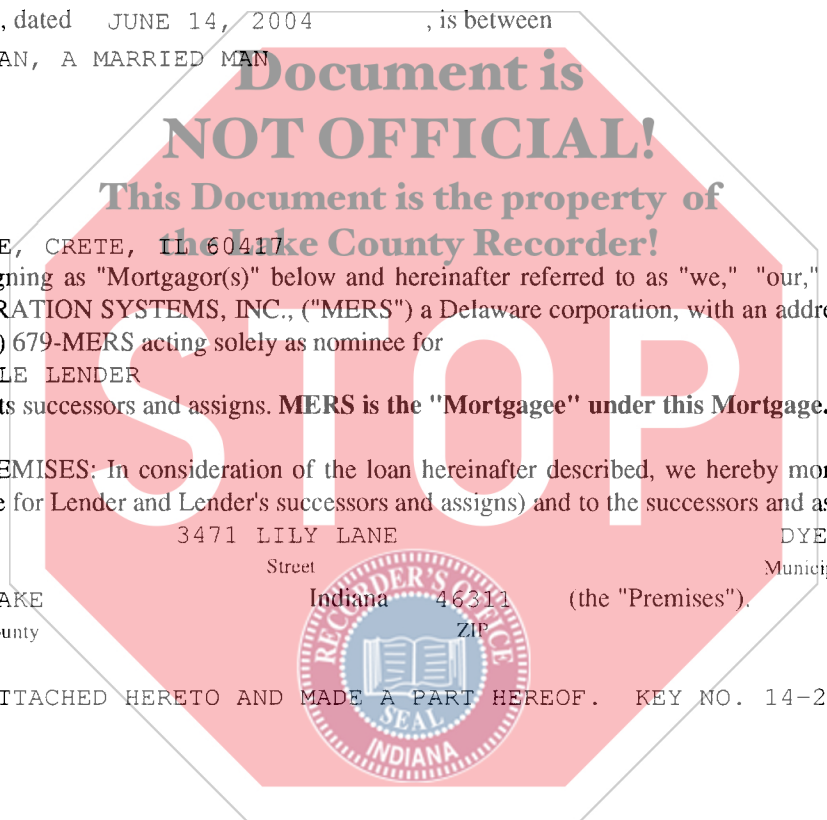 , dated JUNE 14, 2004 , is between
AN, A MARRIED MAN
Document is
NOT OFFICIAL!
This Document is the property of
the Lake County Recorder!
E, CRETE, IL 60417
gning as "Mortgagor(s)" below and hereinafter referred to as "we," "our,"
RATION SYSTEMS, INC., ("MERS") a Delaware corporation, with an addre
) 679-MERS acting solely as nominee for
LE LENDER
ts successors and assigns. MERS is the "Mortgagee" under this Mortgage.
STOP
EMISES: In consideration of the loan hereinafter described, we hereby mor
e for Lender and Lender's successors and assigns) and to the successors and as
3471 LILY LANE DYE
Street Municip
AKE Indiana 46311 (the "Premises").
unty ZIP
RECORDER'S OFFICE
SEAL
INDIANA
TTACHED HERETO AND MADE A PART HEREOF. KEY NO. 14-2